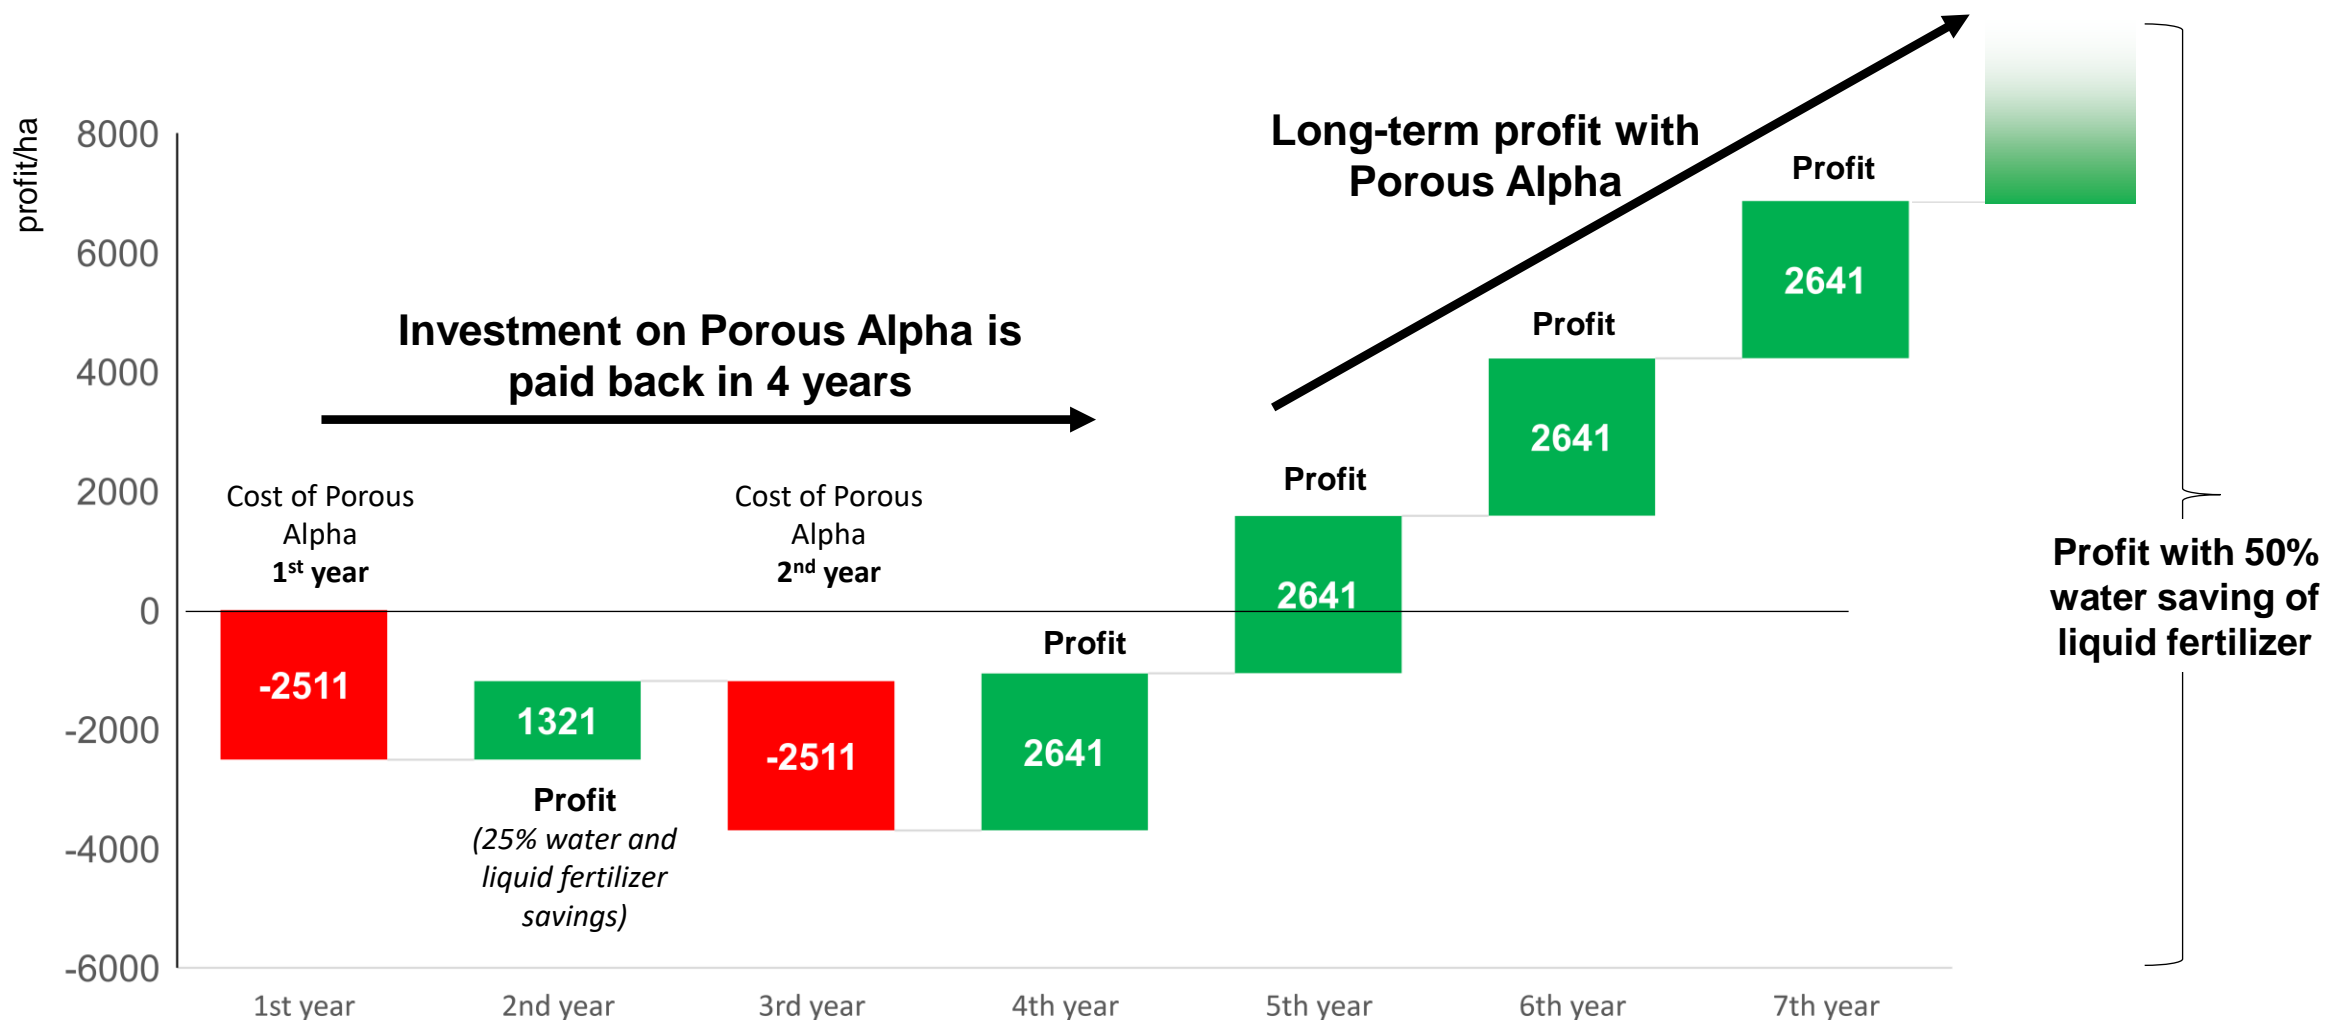 profit/ha
8000
6000
4000
2000
0
-2000
-4000
-6000
Investment on Porous Alpha is
paid back in 4 years
Long-term profit with
Porous Alpha
Cost of Porous
Alpha
1st year
-2511
1321
Profit
(25% water and
liquid fertilizer
savings)
Cost of Porous
Alpha
2nd year
-2511
Profit
2641
Profit
2641
Profit
2641
Profit
2641
Profit with 50%
water saving of
liquid fertilizer
1st year
2nd year
3rd year
4th year
5th year
6th year
7th year